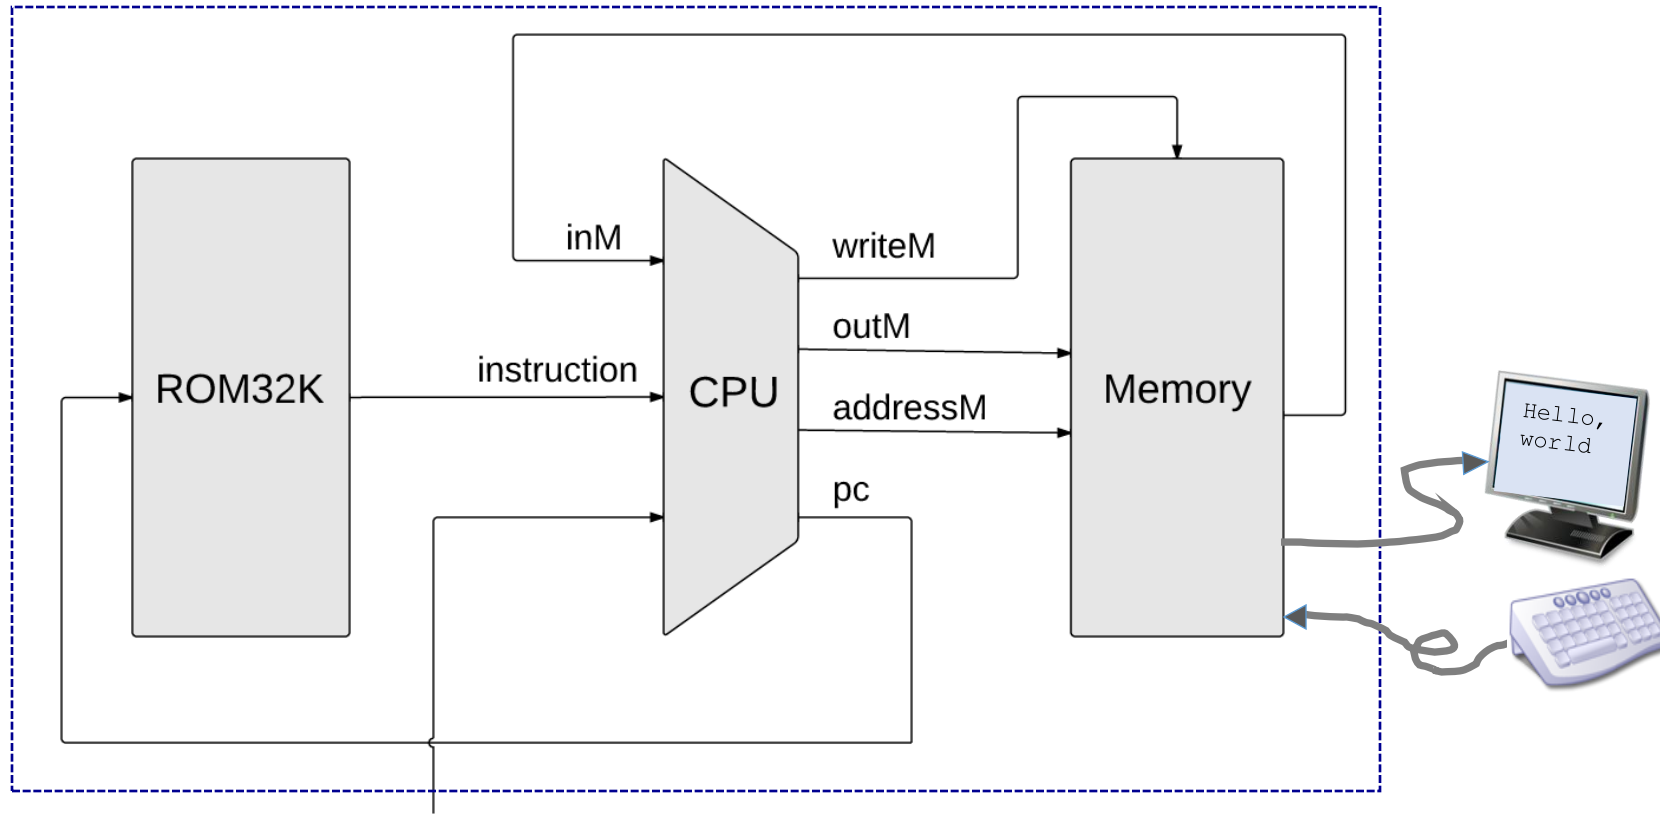 inM
writeM
outM
instruction
ROM32K
CPU
Memory
addressM
pc
Hello,
world